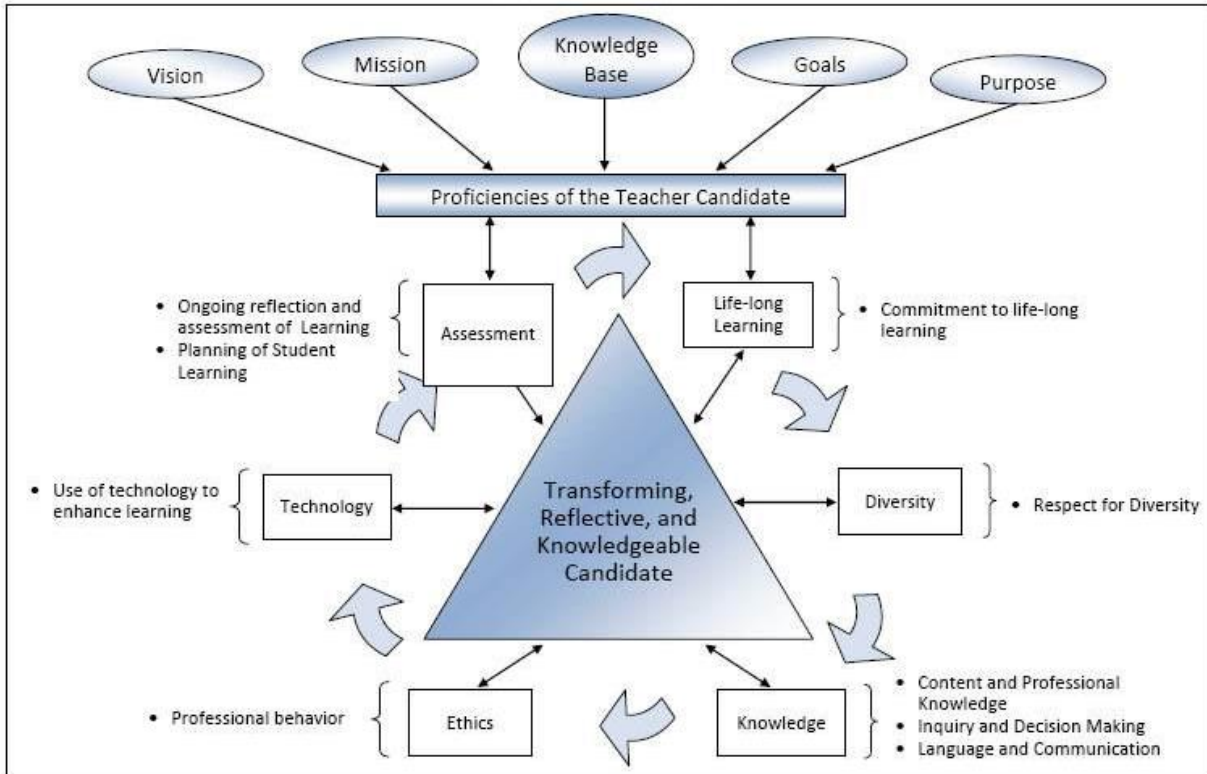 Vision
Mission
Knowledge
Base
Goals
Purpose
Proficiencies of the Teacher Candidate
• Ongoing reflection and
assessment of Learning
• Planning of Student
Learning
Assessment
Life-long
Learning
• Commitment to life-long
learning
• Use of technology to
enhance learning
Technology
Transforming,
Reflective, and
Knowledgeable
Candidate
Diversity
• Respect for Diversity
• Professional behavior
Ethics
Knowledge
• Content and Professional
Knowledge
• Inquiry and Decision Making
• Language and Communication